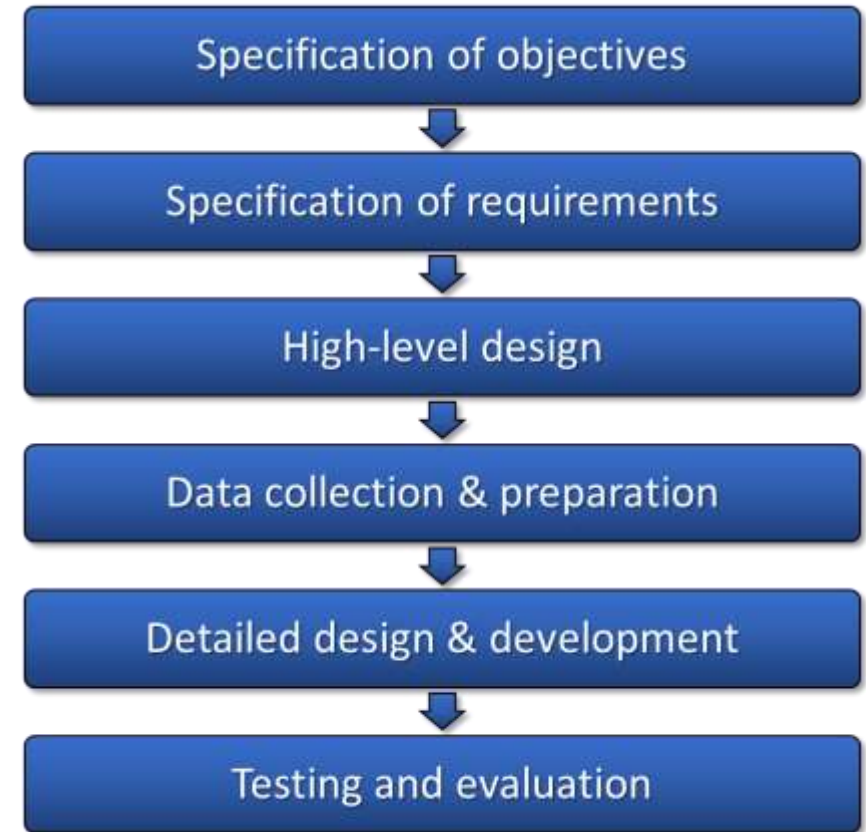 Specification of objectives
Specification of requirements
High-level design
Data collection & preparation
Detailed design & development
Testing and evaluation